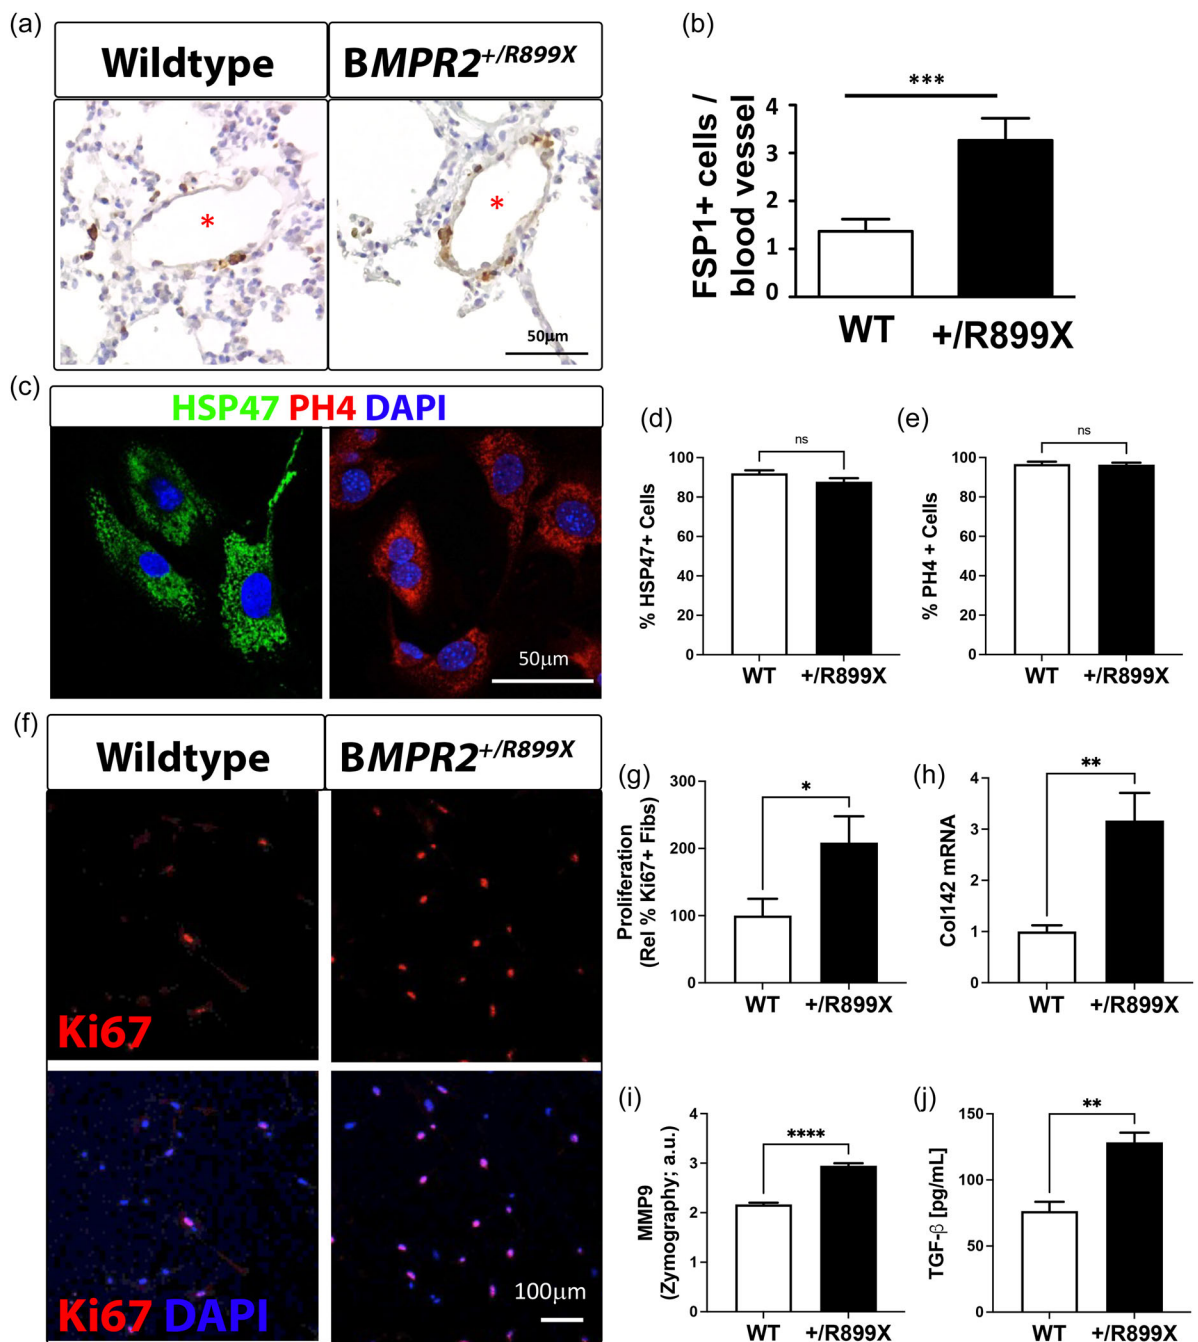 (a)
Wildtype
BMPR2+/R899X
*
*
50µm
(b)
FSP1+ cells /
blood vessel
4
3
2
1
0
***
WT
+/R899X
(c)
HSP47 PH4 DAPI
50µm
(d)
% HSP47+ Cells
100
80
60
40
20
0
ns
WT
+/R899X
(e)
% PH4 + Cells
100
80
60
40
20
0
ns
WT
+/R899X
(f)
Wildtype
BMPR2+/R899X
Ki67
Ki67 DAPI
100µm
(g)
Proliferation
(Rel % Ki67+ Fibs)
300
200
100
0
*
WT
+/R899X
(h)
Col142 mRNA
4
3
2
1
0
**
WT
+/R899X
(i)
MMP9
(Zymography; a.u.)
4
3
2
1
0
****
WT
+/R899X
(j)
TGF-β [pg/mL]
150
100
50
0
**
WT
+/R899X